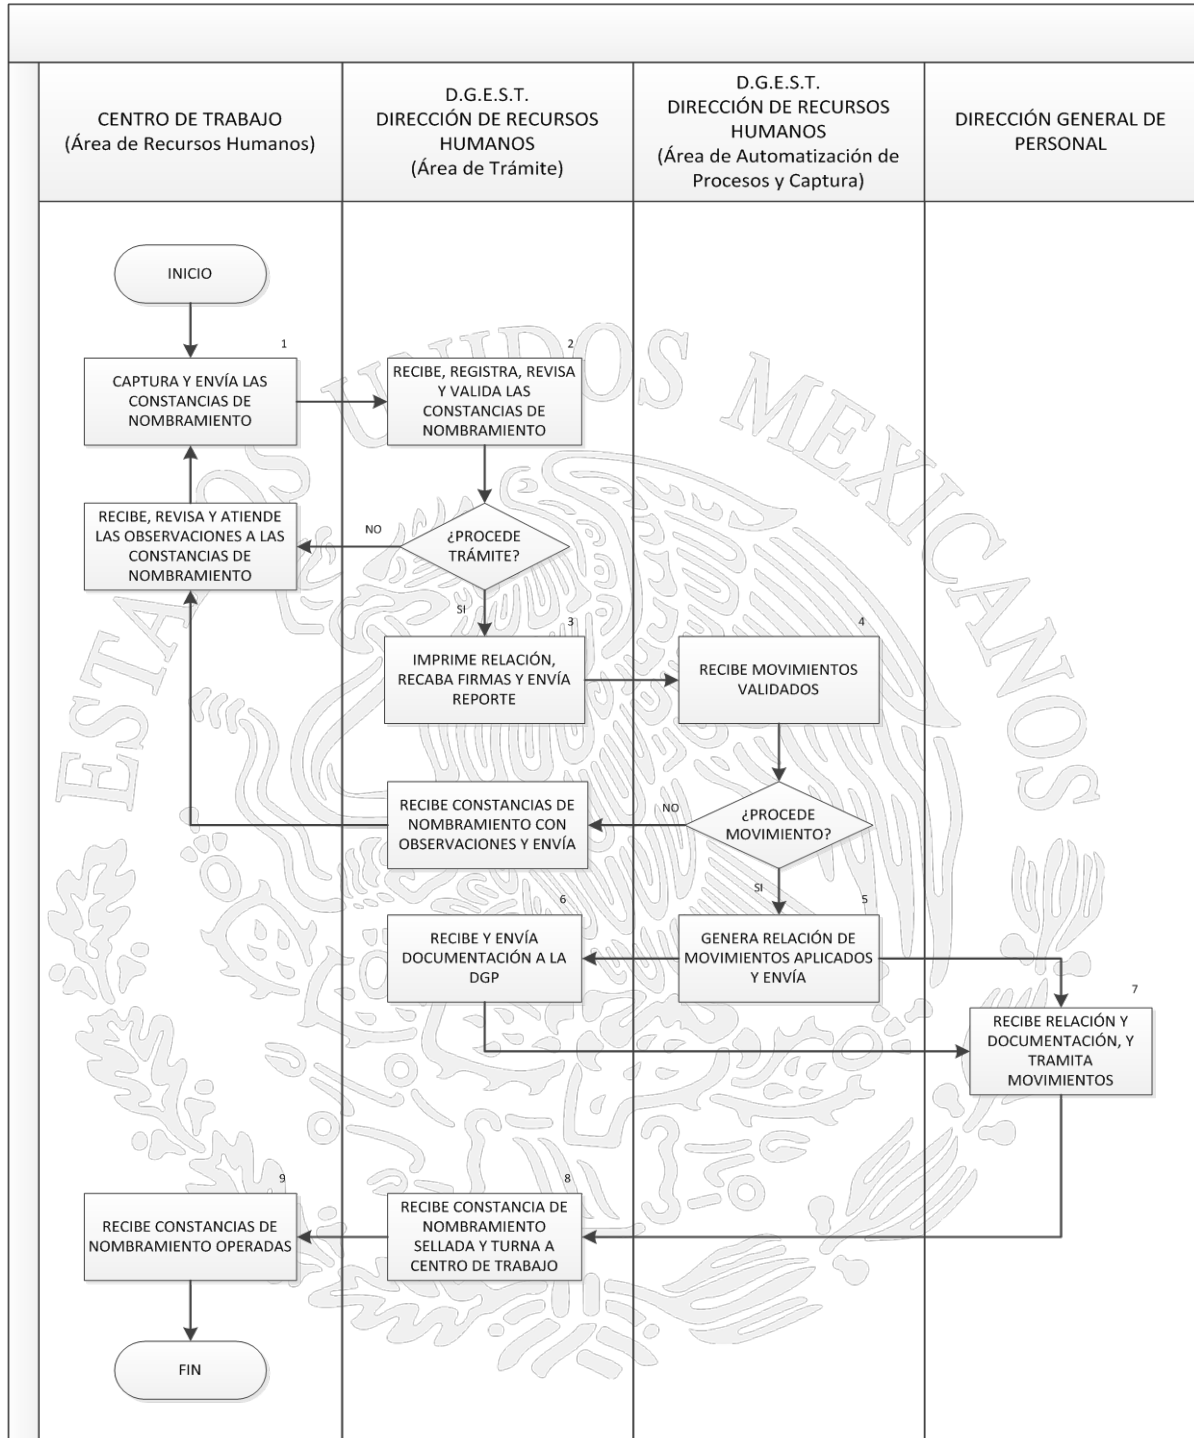 CENTRO DE TRABAJO
(Área de Recursos Humanos)
D.G.E.S.T.
DIRECCIÓN DE RECURSOS
HUMANOS
(Área de Trámite)
D.G.E.S.T.
DIRECCIÓN DE RECURSOS
HUMANOS
(Área de Automatización de
Procesos y Captura)
DIRECCIÓN GENERAL DE
PERSONAL
INICIO
1
CAPTURA Y ENVÍA LAS
CONSTANCIAS DE
NOMBRAMIENTO
2
RECIBE, REGISTRA, REVISA
Y VALIDA LAS
CONSTANCIAS DE
NOMBRAMIENTO
RECIBE, REVISA Y ATIENDE
LAS OBSERVACIONES A LAS
CONSTANCIAS DE
NOMBRAMIENTO
NO
¿PROCEDE
TRÁMITE?
SI
3
IMPRIME RELACIÓN,
RECABA FIRMAS Y ENVÍA
REPORTE
4
RECIBE MOVIMIENTOS
VALIDADOS
RECIBE CONSTANCIAS DE
NOMBRAMIENTO CON
OBSERVACIONES Y ENVÍA
NO
¿PROCEDE
MOVIMIENTO?
SI
6
RECIBE Y ENVÍA
DOCUMENTACIÓN A LA
DGP
5
GENERA RELACIÓN DE
MOVIMIENTOS APLICADOS
Y ENVÍA
7
RECIBE RELACIÓN Y
DOCUMENTACIÓN, Y
TRAMITA
MOVIMIENTOS
9
RECIBE CONSTANCIAS DE
NOMBRAMIENTO OPERADAS
8
RECIBE CONSTANCIA DE
NOMBRAMIENTO
SELLADA Y TURNA A
CENTRO DE TRABAJO
FIN
ESTADOS UNIDOS MEXICANOS